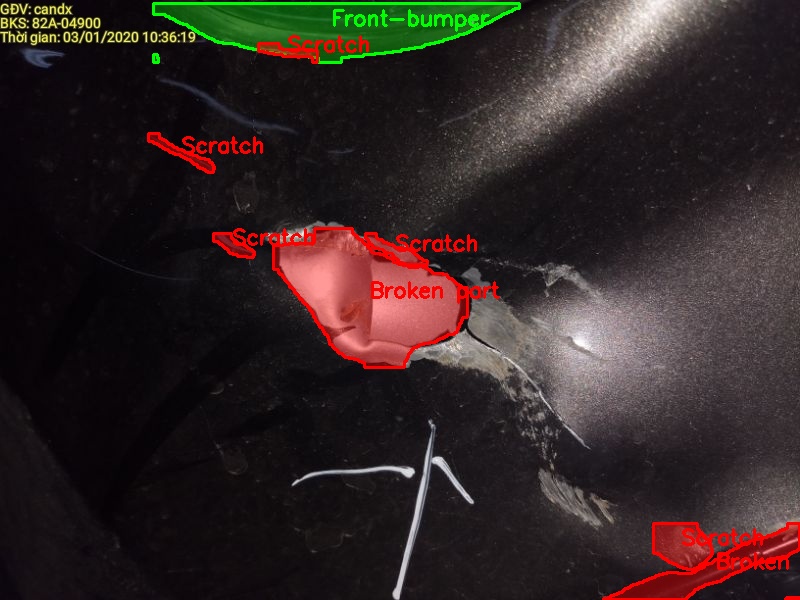 GĐV: candx
BKS: 82A-04900
Thời gian: 03/01/2020 10:36:19
Front-bumper
Scratch
Scratch
Scratch
Scratch
Broken part
Scratch
Broken